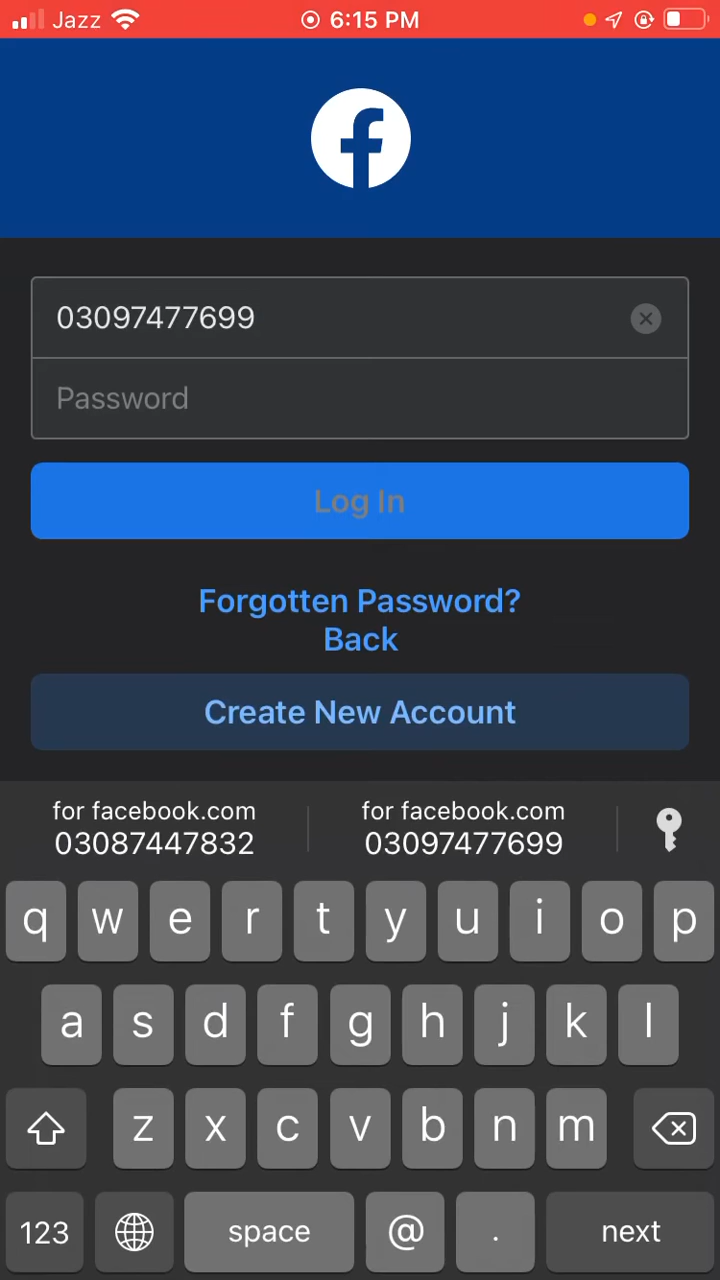 Jazz 6:15 PM
03097477699
Password
Log In
Forgotten Password?
Back
Create New Account
for facebook.com for facebook.com
03087447832 03097477699
q w e r t y u i o p
a s d f g h j k l
z x c v b n m
123 space @ . next